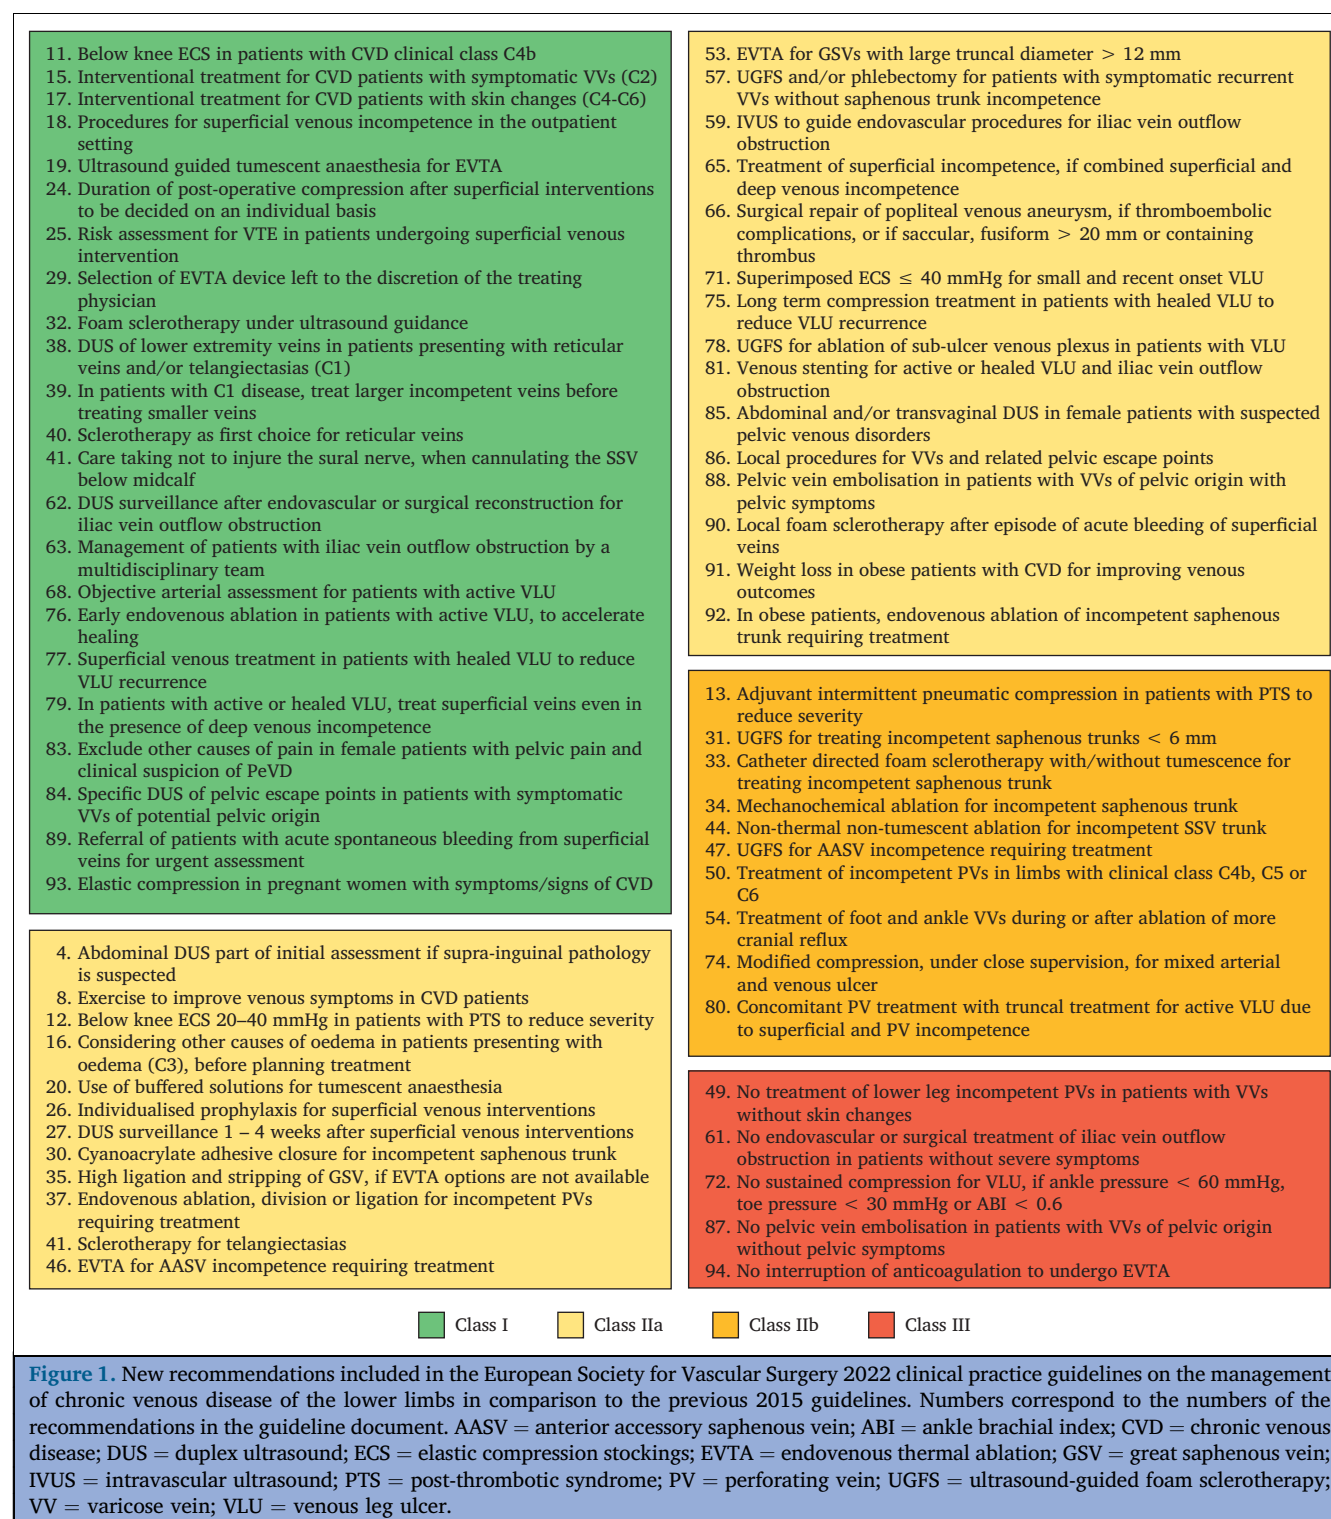 11. Below knee ECS in patients with CVD clinical class C4b
15. Interventional treatment for CVD patients with symptomatic VVs (C2)
17. Interventional treatment for CVD patients with skin changes (C4-C6)
18. Procedures for superficial venous incompetence in the outpatient
setting
19. Ultrasound guided tumescent anaesthesia for EVTA
24. Duration of post-operative compression after superficial interventions
to be decided on an individual basis
25. Risk assessment for VTE in patients undergoing superficial venous
intervention
29. Selection of EVTA device left to the discretion of the treating
physician
32. Foam sclerotherapy under ultrasound guidance
38. DUS of lower extremity veins in patients presenting with reticular
veins and/or telangiectasias (C1)
39. In patients with C1 disease, treat larger incompetent veins before
treating smaller veins
40. Sclerotherapy as first choice for reticular veins
41. Care taking not to injure the sural nerve, when cannulating the SSV
below midcalf
62. DUS surveillance after endovascular or surgical reconstruction for
iliac vein outflow obstruction
63. Management of patients with iliac vein outflow obstruction by a
multidisciplinary team
68. Objective arterial assessment for patients with active VLU
76. Early endovenous ablation in patients with active VLU, to accelerate
healing
77. Superficial venous treatment in patients with healed VLU to reduce
VLU recurrence
79. In patients with active or healed VLU, treat superficial veins even in
the presence of deep venous incompetence
83. Exclude other causes of pain in female patients with pelvic pain and
clinical suspicion of PeVD
84. Specific DUS of pelvic escape points in patients with symptomatic
VVs of potential pelvic origin
89. Referral of patients with acute spontaneous bleeding from superficial
veins for urgent assessment
93. Elastic compression in pregnant women with symptoms/signs of CVD
4. Abdominal DUS part of initial assessment if supra-inguinal pathology
is suspected
8. Exercise to improve venous symptoms in CVD patients
12. Below knee ECS 20–40 mmHg in patients with PTS to reduce severity
16. Considering other causes of oedema in patients presenting with
oedema (C3), before planning treatment
20. Use of buffered solutions for tumescent anaesthesia
26. Individualised prophylaxis for superficial venous interventions
27. DUS surveillance 1 – 4 weeks after superficial venous interventions
30. Cyanoacrylate adhesive closure for incompetent saphenous trunk
35. High ligation and stripping of GSV, if EVTA options are not available
37. Endovenous ablation, division or ligation for incompetent PVs
requiring treatment
41. Sclerotherapy for telangiectasias
46. EVTA for AASV incompetence requiring treatment
53. EVTA for GSVs with large truncal diameter > 12 mm
57. UGFS and/or phlebectomy for patients with symptomatic recurrent
VVs without saphenous trunk incompetence
59. IVUS to guide endovascular procedures for iliac vein outflow
obstruction
65. Treatment of superficial incompetence, if combined superficial and
deep venous incompetence
66. Surgical repair of popliteal venous aneurysm, if thromboembolic
complications, or if saccular, fusiform > 20 mm or containing
thrombus
71. Superimposed ECS ≤ 40 mmHg for small and recent onset VLU
75. Long term compression treatment in patients with healed VLU to
reduce VLU recurrence
78. UGFS for ablation of sub-ulcer venous plexus in patients with VLU
81. Venous stenting for active or healed VLU and iliac vein outflow
obstruction
85. Abdominal and/or transvaginal DUS in female patients with suspected
pelvic venous disorders
86. Local procedures for VVs and related pelvic escape points
88. Pelvic vein embolisation in patients with VVs of pelvic origin with
pelvic symptoms
90. Local foam sclerotherapy after episode of acute bleeding of superficial
veins
91. Weight loss in obese patients with CVD for improving venous
outcomes
92. In obese patients, endovenous ablation of incompetent saphenous
trunk requiring treatment
13. Adjuvant intermittent pneumatic compression in patients with PTS to
reduce severity
31. UGFS for treating incompetent saphenous trunks < 6 mm
33. Catheter directed foam sclerotherapy with/without tumescence for
treating incompetent saphenous trunk
34. Mechanochemical ablation for incompetent saphenous trunk
44. Non-thermal non-tumescent ablation for incompetent SSV trunk
47. UGFS for AASV incompetence requiring treatment
50. Treatment of incompetent PVs in limbs with clinical class C4b, C5 or
C6
54. Treatment of foot and ankle VVs during or after ablation of more
cranial reflux
74. Modified compression, under close supervision, for mixed arterial
and venous ulcer
80. Concomitant PV treatment with truncal treatment for active VLU due
to superficial and PV incompetence
49. No treatment of lower leg incompetent PVs in patients with VVs
without skin changes
61. No endovascular or surgical treatment of iliac vein outflow
obstruction in patients without severe symptoms
72. No sustained compression for VLU, if ankle pressure < 60 mmHg,
toe pressure < 30 mmHg or ABI < 0.6
87. No pelvic vein embolisation in patients with VVs of pelvic origin
without pelvic symptoms
94. No interruption of anticoagulation to undergo EVTA
Class I Class IIa Class IIb Class III
Figure 1. New recommendations included in the European Society for Vascular Surgery 2022 clinical practice guidelines on the management
of chronic venous disease of the lower limbs in comparison to the previous 2015 guidelines. Numbers correspond to the numbers of the
recommendations in the guideline document. AASV = anterior accessory saphenous vein; ABI = ankle brachial index; CVD = chronic venous
disease; DUS = duplex ultrasound; ECS = elastic compression stockings; EVTA = endovenous thermal ablation; GSV = great saphenous vein;
IVUS = intravascular ultrasound; PTS = post-thrombotic syndrome; PV = perforating vein; UGFS = ultrasound-guided foam sclerotherapy;
VV = varicose vein; VLU = venous leg ulcer.